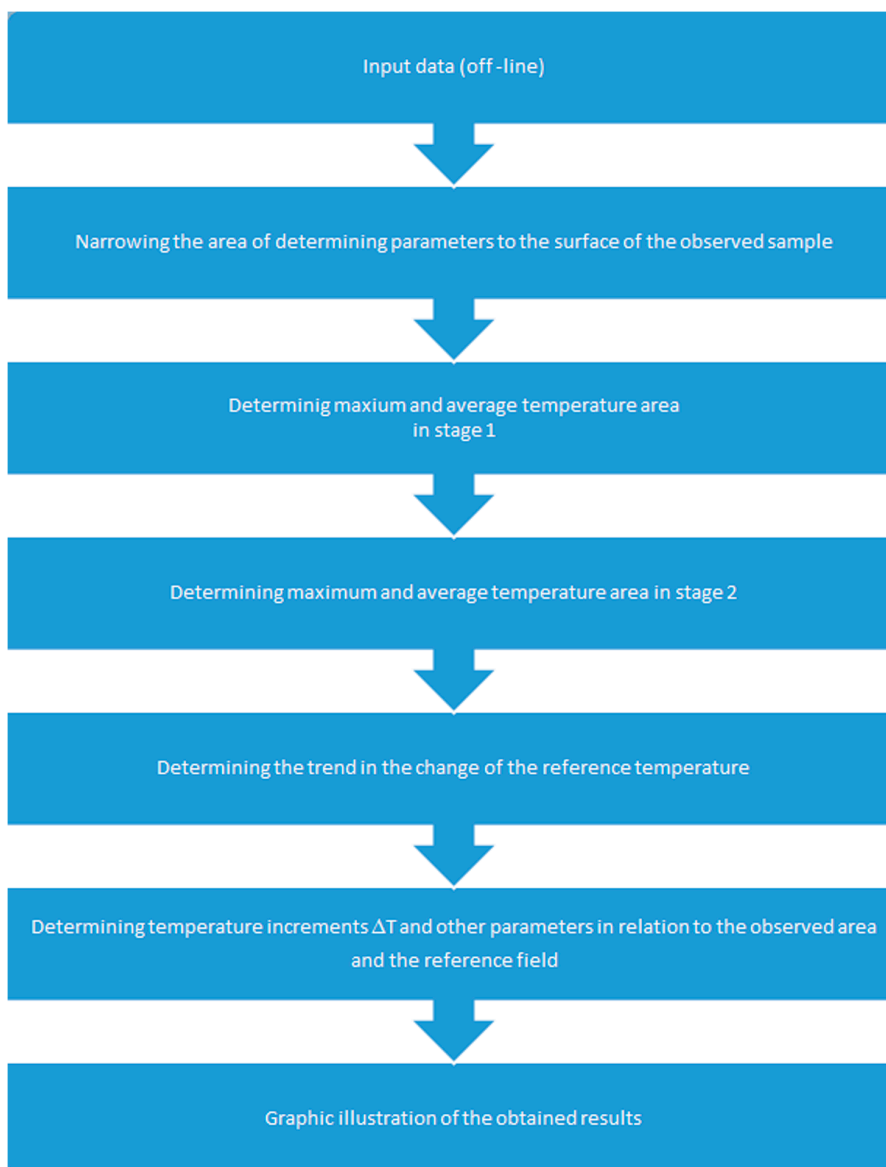 Input data (off-line)
Narrowing the area of determining parameters to the surface of the observed sample
Determinig maxium and average temperature area
in stage 1
Determining maximum and average temperature area in stage 2
Determining the trend in the change of the reference temperature
Determining temperature increments ΔT and other parameters in relation to the observed area
and the reference field
Graphic illustration of the obtained results